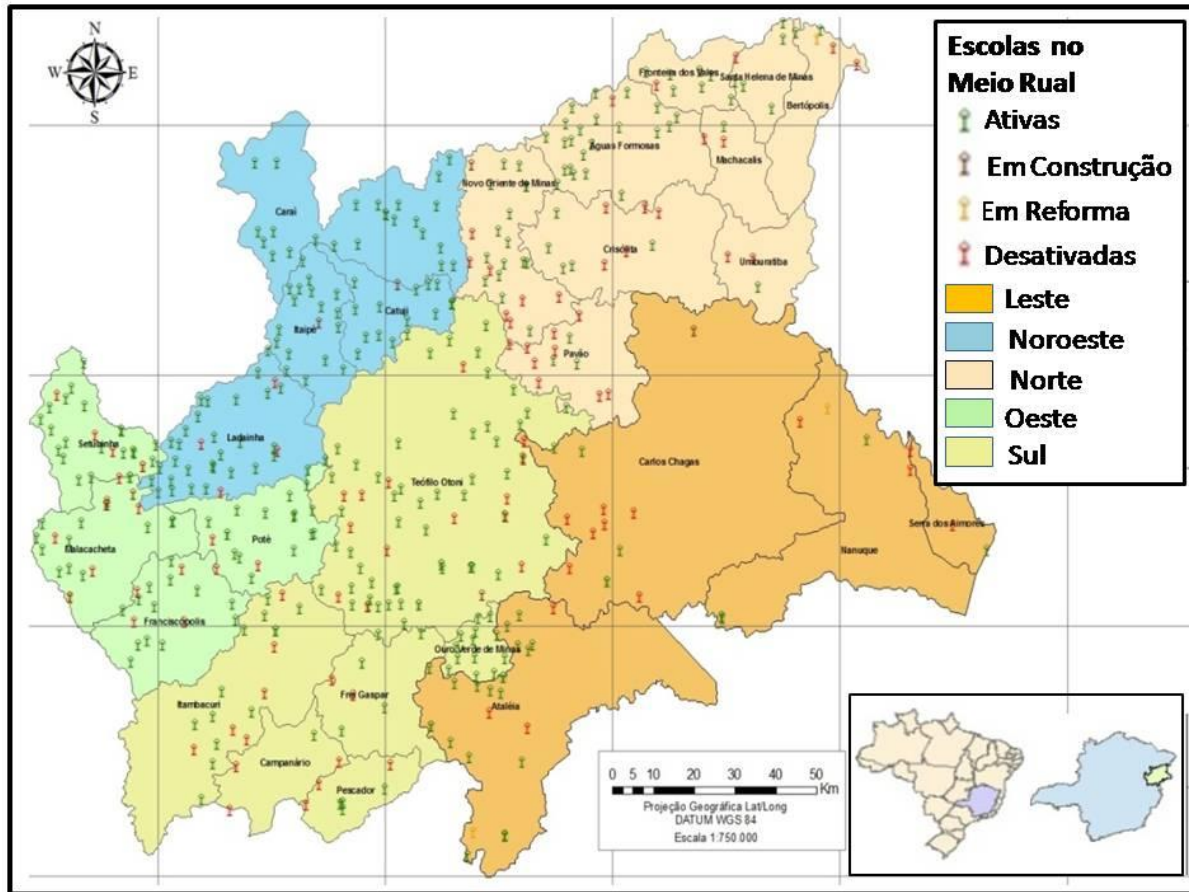 N
W E
S
Escolas no
Meio Rual
Ativas
Em Construção
Em Reforma
Desativadas
Leste
Noroeste
Norte
Oeste
Sul
Fronteira dos Vales
Santa Helena de Minas
Bertópolis
Águas Formosas
Machacalis
Novo Oriente de Minas
Caraí
Crisólita
Umburatiba
Catuji
Itaipé
Pavão
Ladainha
Setubinha
Carlos Chagas
Teófilo Otoni
Serra dos Aimorés
Malacacheta
Poté
Nanuque
Franciscópolis
Ouro Verde de Minas
Itambacuri
Frei Gaspar
Ataléia
Campanário
Pescador
0 5 10 20 30 40 50
Km
Projeção Geográfica Lat/Long
DATUM WGS 84
Escala 1:750.000